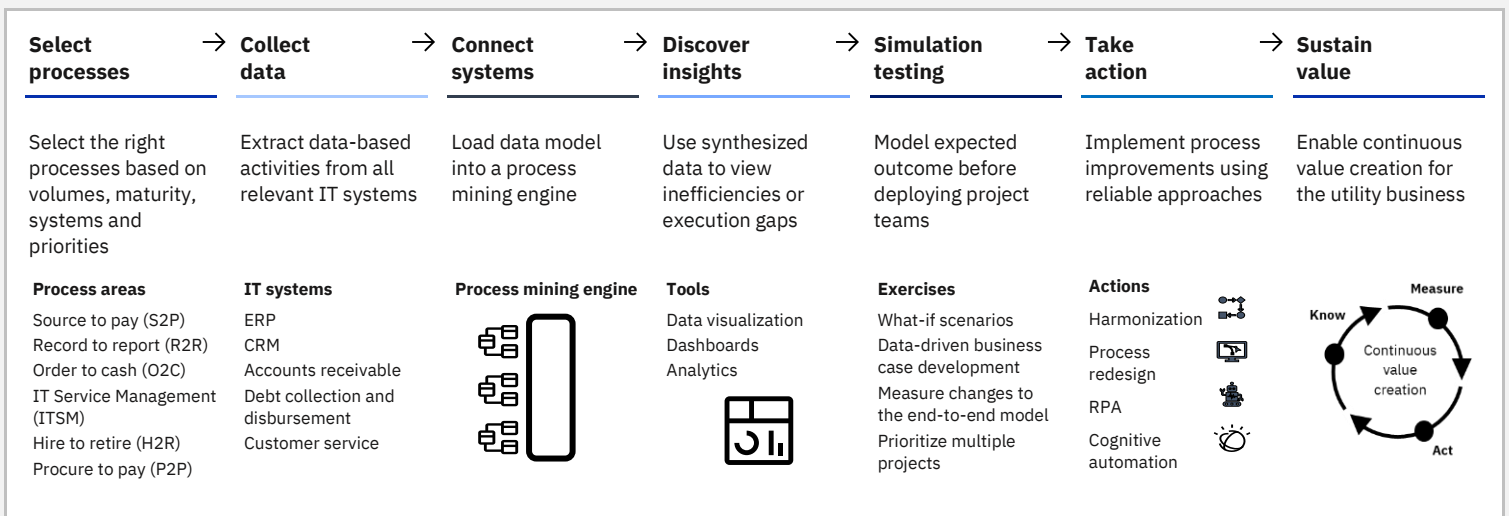 Select
processes
Collect
data
Connect
systems
Discover
insights
Simulation
testing
Take
action
Sustain
value
Select the right
processes based on
volumes, maturity,
systems and
priorities
Extract data-based
activities from all
relevant IT systems
Load data model
into a process
mining engine
Use synthesized
data to view
inefficiencies or
execution gaps
Model expected
outcome before
deploying project
teams
Implement process
improvements using
reliable approaches
Enable continuous
value creation for
the utility business
Process areas
Source to pay (S2P)
Record to report (R2R)
Order to cash (O2C)
IT Service Management
(ITSM)
Hire to retire (H2R)
Procure to pay (P2P)
IT systems
ERP
CRM
Accounts receivable
Debt collection and
disbursement
Customer service
Process mining engine
Tools
Data visualization
Dashboards
Analytics
Exercises
What-if scenarios
Data-driven business
case development
Measure changes to
the end-to-end model
Prioritize multiple
projects
Actions
Harmonization
Process
redesign
RPA
Cognitive
automation
Measure
Know
Continuous
value
creation
Act